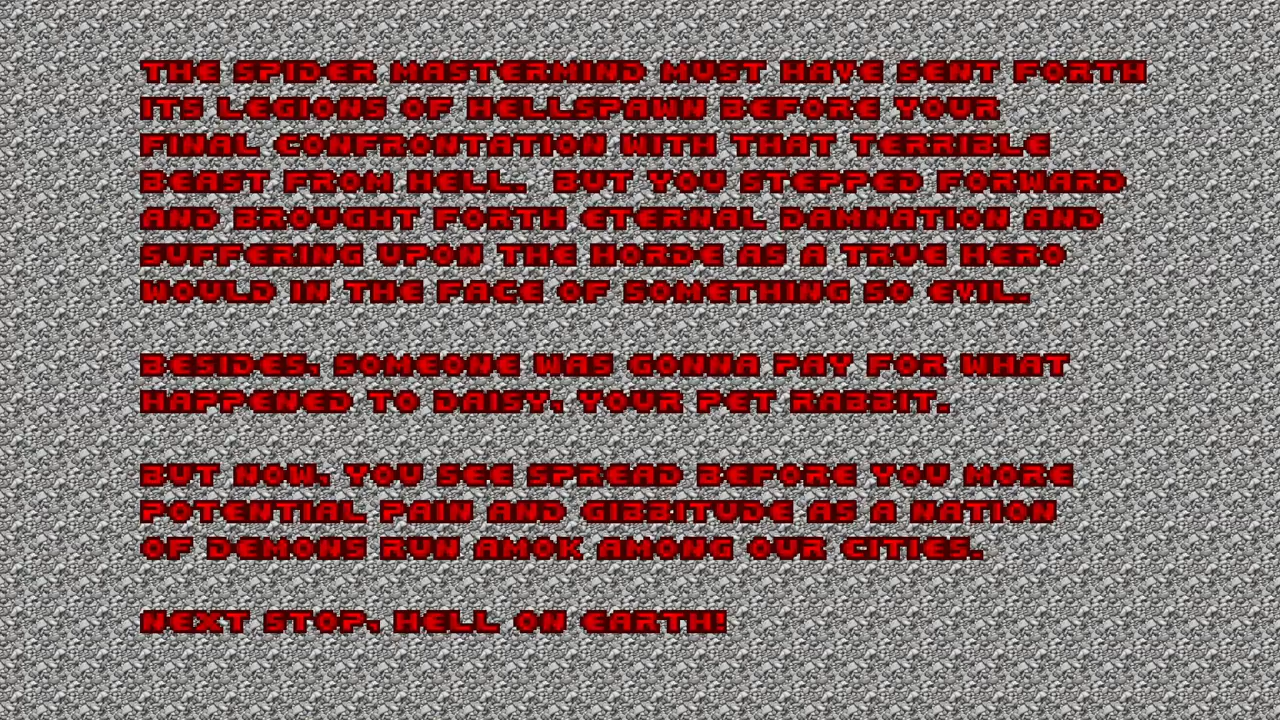 THE SPIDER MASTERMIND MUST HAVE SENT FORTH
ITS LEGIONS OF HELLSPAWN BEFORE YOUR
FINAL CONFRONTATION WITH THAT TERRIBLE
BEAST FROM HELL.  BUT YOU STEPPED FORWARD
AND BROUGHT FORTH ETERNAL DAMNATION AND
SUFFERING UPON THE HORDE AS A TRUE HERO
WOULD IN THE FACE OF SOMETHING SO EVIL.
BESIDES, SOMEONE WAS GONNA PAY FOR WHAT
HAPPENED TO DAISY, YOUR PET RABBIT.
BUT NOW, YOU SEE SPREAD BEFORE YOU MORE
POTENTIAL PAIN AND GIBBITUDE AS A NATION
OF DEMONS RUN AMOK AMONG OUR CITIES.
NEXT STOP, HELL ON EARTH!